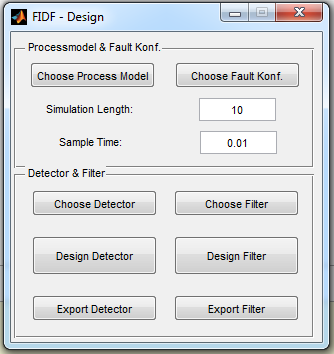 FIDF - Design
Processmodel & Fault Konf.
Choose Process Model Choose Fault Konf.
Simulation Length: 10
Sample Time: 0.01
Detector & Filter
Choose Detector Choose Filter
Design Detector Design Filter
Export Detector Export Filter